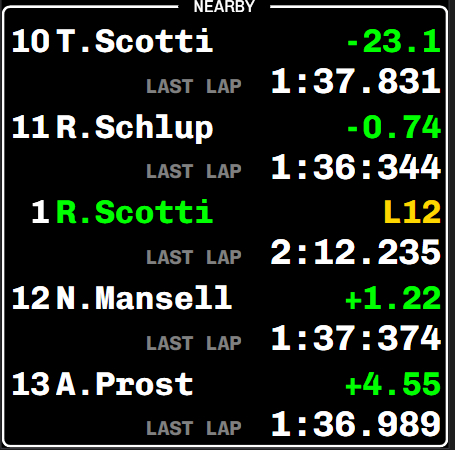 NEARBY
10 T.Scotti -23.1
LAST LAP 1:37.831
11 R.Schlup -0.74
LAST LAP 1:36:344
1 R.Scotti L12
LAST LAP 2:12.235
12 N.Mansell +1.22
LAST LAP 1:37:374
13 A.Prost +4.55
LAST LAP 1:36.989